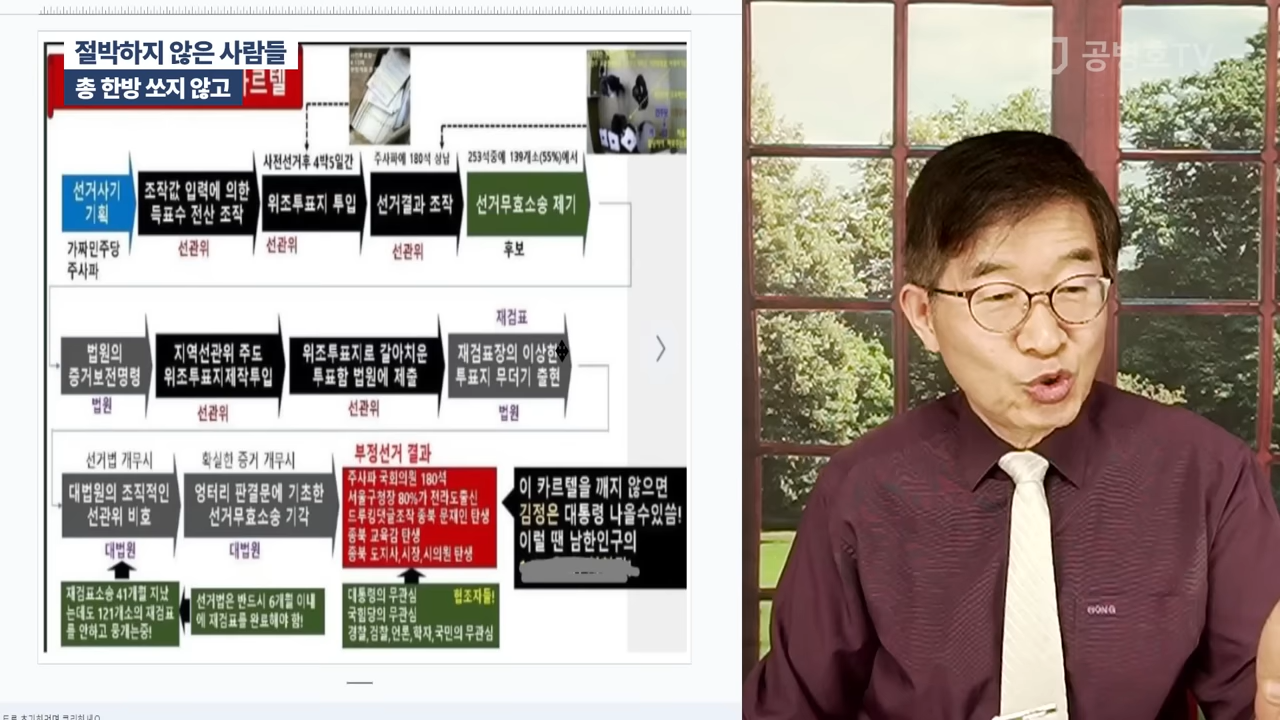 절박하지 않은 사람들
총 한방 쏘지 않고
카르텔
공병호TV
사전선거후 4박5일간
주사파에 180석 상납
253석중에 139개소(55%)에서
선거사기
기획
조작값 입력에 의한
득표수 전산 조작
위조투표지 투입
선거결과 조작
선거무효소송 제기
가짜민주당
주사파
선관위
선관위
선관위
후보
재검표
법원의
증거보전명령
지역선관위 주도
위조투표지제작투입
위조투표지로 갈아치운
투표함 법원에 제출
재검표장의 이상한
투표지 무더기 출현
법원
선관위
선관위
법원
선거법 개무시
확실한 증거 개무시
부정선거 결과
대법원의 조직적인
선관위 비호
엉터리 판결문에 기초한
선거무효소송 기각
주사파 국회의원 180석
서울구청장 80%가 전라도출신
드루킹댓글조작 종북 문재인 탄생
종북 교육감 탄생
종북 도지사,시장,시의원 탄생
이 카르텔을 깨지 않으면
김정은 대통령 나올수있씀!
이럴 땐 남한인구의
대법원
대법원
재검표소송 41개월 지났
는데도 121개소의 재검표
를 안하고 뭉개는중!
선거법은 반드시 6개월 이내
에 재검표를 완료해야 함!
대통령의 무관심
협조자들!
국힘당의 무관심
경찰,검찰,언론,학자,국민의 무관심
GONG